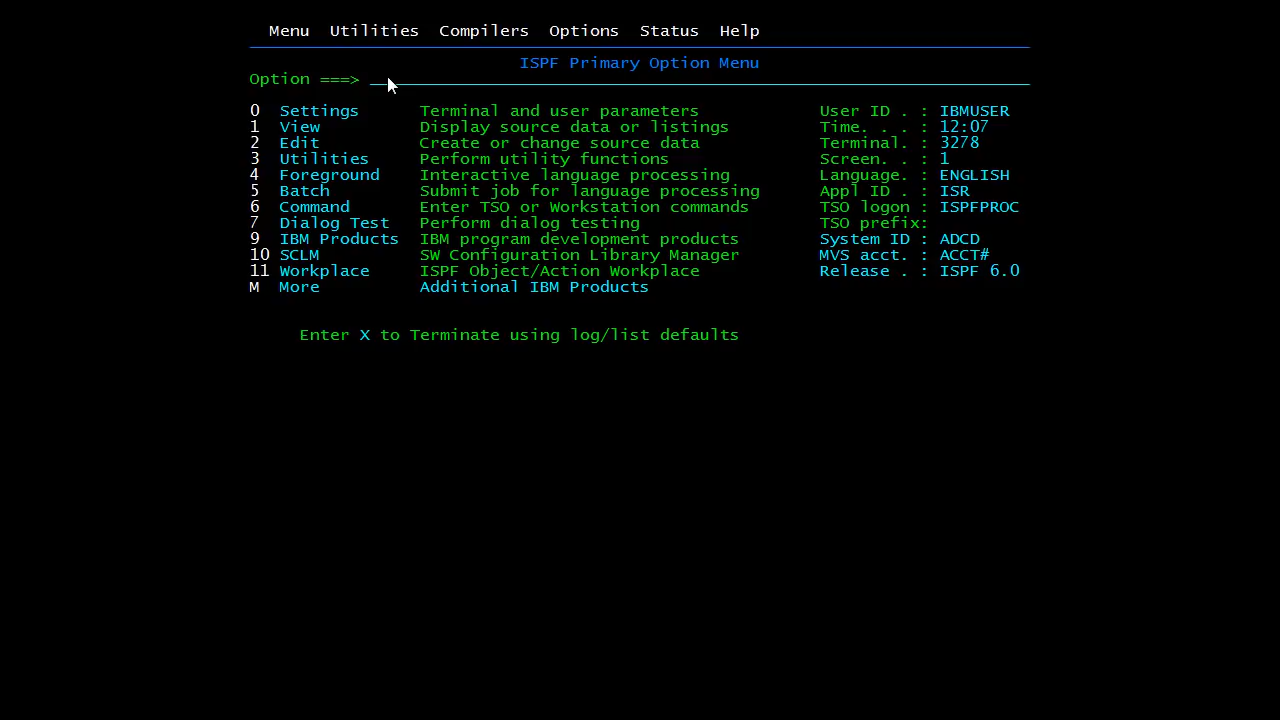 Menu Utilities Compilers Options Status Help
ISPF Primary Option Menu
Option ===>
0 Settings Terminal and user parameters User ID . : IBMUSER
1 View Display source data or listings Time. . . : 12:07
2 Edit Create or change source data Terminal. : 3278
3 Utilities Perform utility functions Screen. . : 1
4 Foreground Interactive language processing Language. : ENGLISH
5 Batch Submit job for language processing Appl ID . : ISR
6 Command Enter TSO or Workstation commands TSO logon : ISPFPROC
7 Dialog Test Perform dialog testing TSO prefix:
9 IBM Products IBM program development products System ID : ADCD
10 SCLM SW Configuration Library Manager MVS acct. : ACCT#
11 Workplace ISPF Object/Action Workplace Release . : ISPF 6.0
M More Additional IBM Products
Enter X to Terminate using log/list defaults